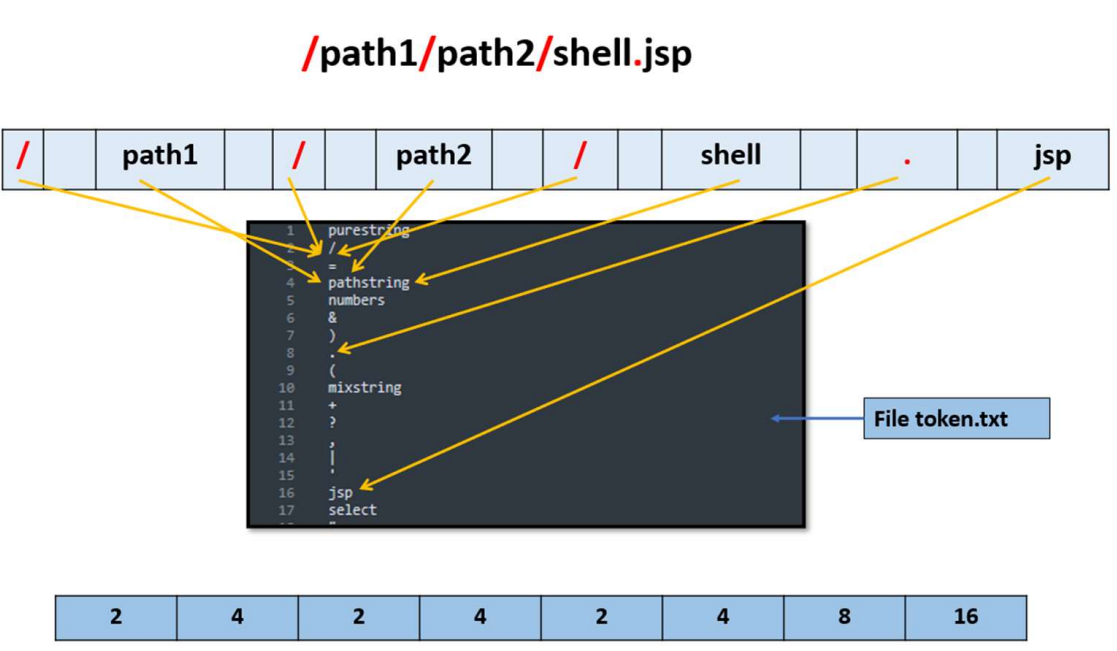 /path1/path2/shell.jsp
/ path1 / path2 / shell . jsp
1 purestring
2 /
3 =
4 pathstring
5 numbers
6 &
7 )
8 .
9 (
10 mixstring
11 +
12 ?
13 ,
14 |
15 '
16 jsp
17 select
File token.txt
2 4 2 4 2 4 8 16